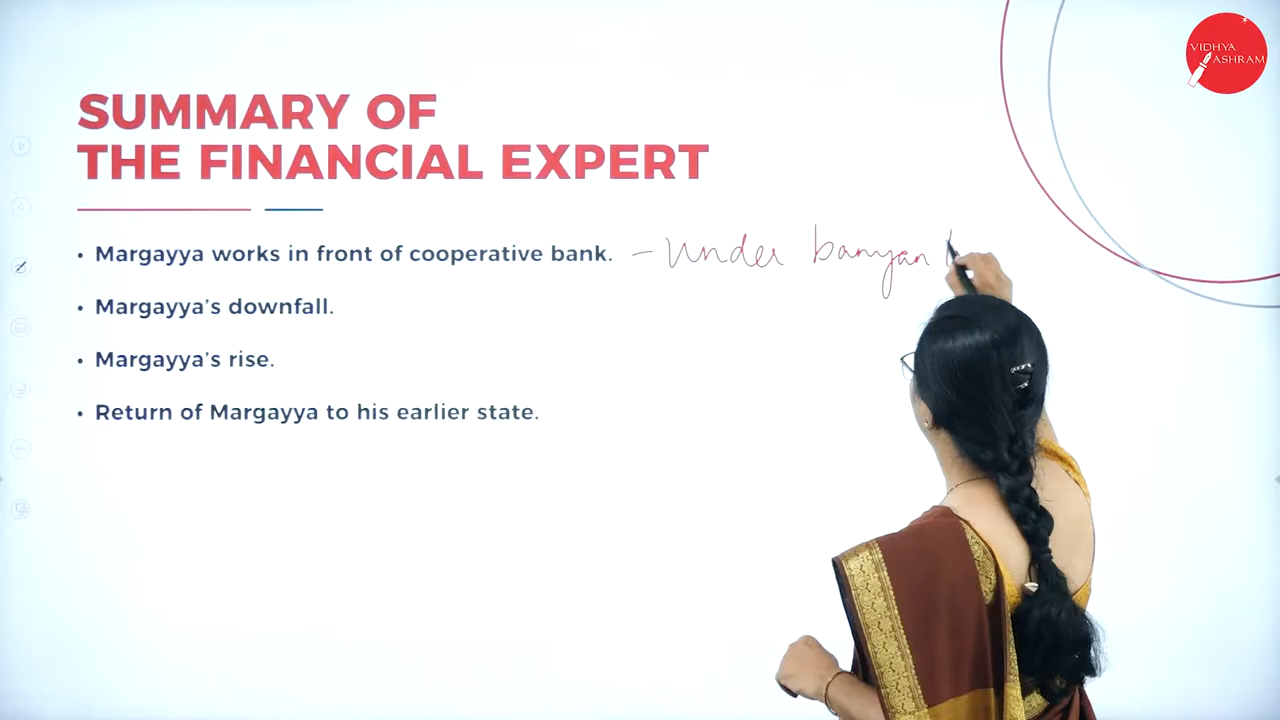 VIDHYA
ASHRAM
SUMMARY OF
THE FINANCIAL EXPERT
• Margayya works in front of cooperative bank. – Under banyan
• Margayya's downfall.
• Margayya's rise.
• Return of Margayya to his earlier state.